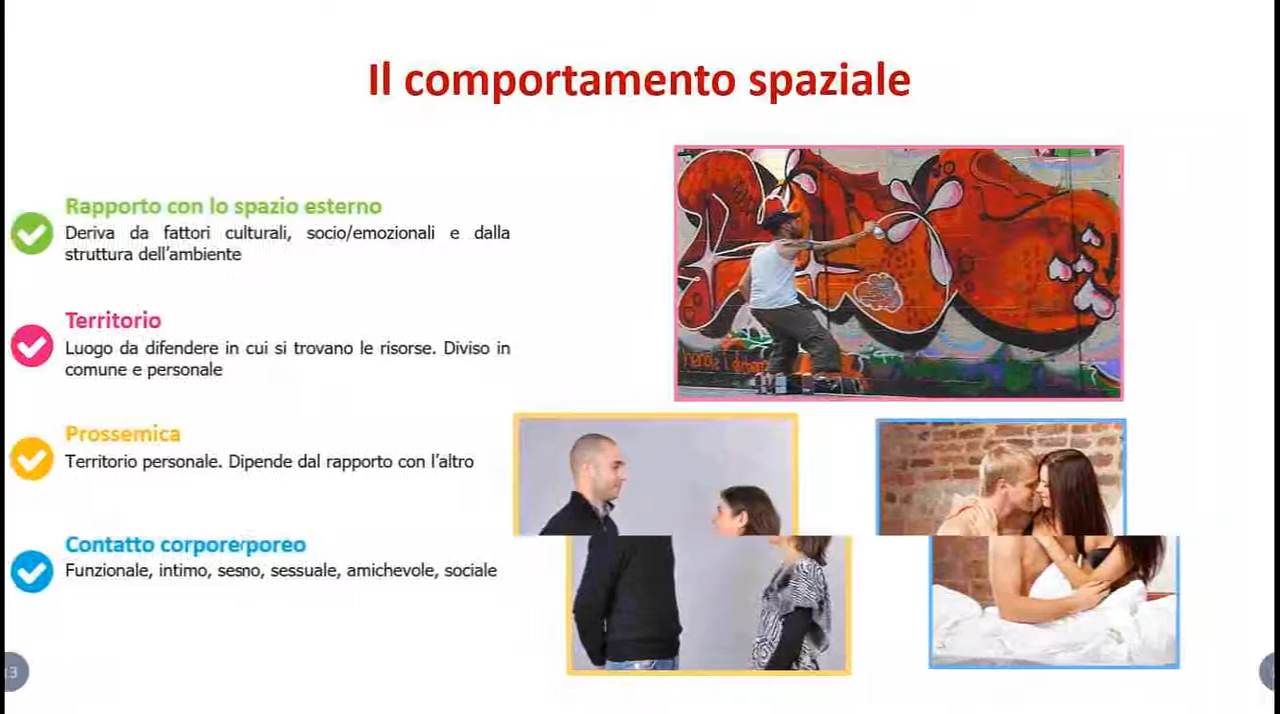 Il comportamento spaziale
Rapporto con lo spazio esterno
Deriva da fattori culturali, socio/emozionali e dalla
struttura dell'ambiente
Territorio
Luogo da difendere in cui si trovano le risorse. Diviso in
comune e personale
Prossemica
Territorio personale. Dipende dal rapporto con l'altro
Contatto corpore/poreo
Funzionale, intimo, sesno, sessuale, amichevole, sociale